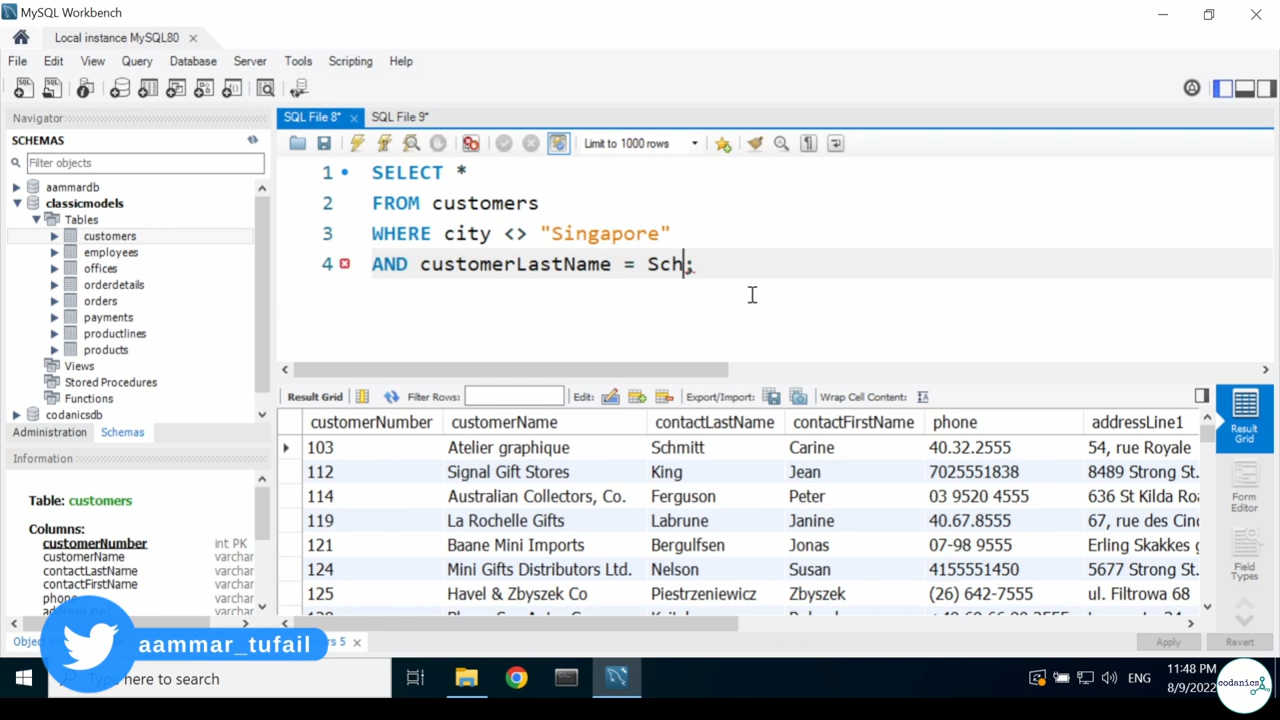 MySQL Workbench
Local instance MySQL80
File Edit View Query Database Server Tools Scripting Help
Navigator
SCHEMAS
Filter objects
aammardb
classicmodels
Tables
customers
employees
offices
orderdetails
orders
payments
productlines
products
Views
Stored Procedures
Functions
codanicsdb
Administration Schemas
Information
Table: customers
Columns:
customerNumber int PK
customerName varchar
contactLastName varchar
contactFirstName varchar
phone varchar
SQL File 8* SQL File 9*
Limit to 1000 rows
1 SELECT *
2 FROM customers
3 WHERE city <> "Singapore"
4 AND customerLastName = Sch;
Result Grid Filter Rows: Edit: Export/Import: Wrap Cell Content:
customerNumber customerName contactLastName contactFirstName phone addressLine1
103 Atelier graphique Schmitt Carine 40.32.2555 54, rue Royale
112 Signal Gift Stores King Jean 7025551838 8489 Strong St.
114 Australian Collectors, Co. Ferguson Peter 03 9520 4555 636 St Kilda Ro
119 La Rochelle Gifts Labrune Janine 40.67.8555 67, rue des Cin
121 Baane Mini Imports Bergulfsen Jonas 07-98 9555 Erling Skakkes g
124 Mini Gifts Distributors Ltd. Nelson Susan 4155551450 5677 Strong St.
125 Havel & Zbyszek Co Piestrzeniewicz Zbyszek (26) 642-7555 ul. Filtrowa 68
Result
Grid
Form
Editor
Field
Types
Apply Revert
aammar_tufail
Type here to search
ENG
11:48 PM
8/9/2022
codanics